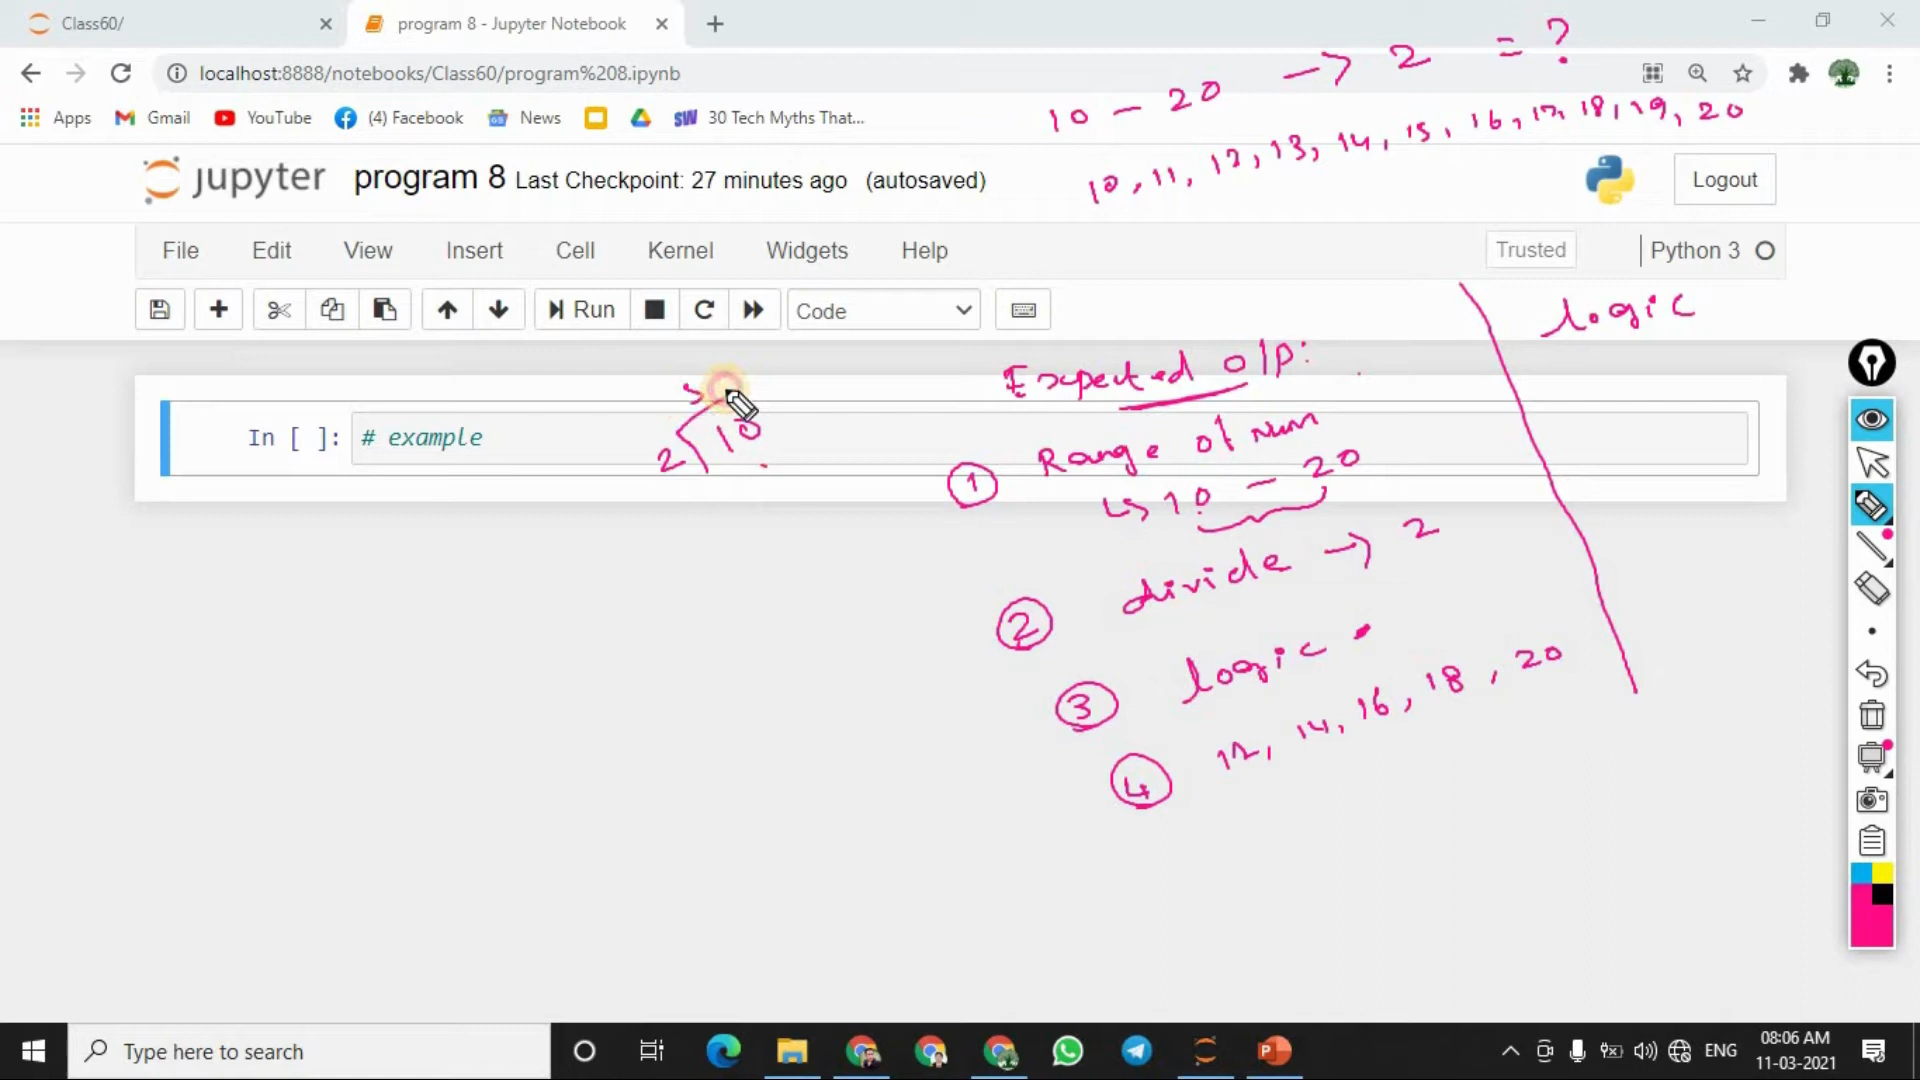 Class60/
program 8 - Jupyter Notebook
localhost:8888/notebooks/Class60/program%208.ipynb
10 - 20 → 2 = ?
Apps
Gmail
YouTube
(4) Facebook
News
SW 30 Tech Myths That...
10, 11, 12, 13, 14, 15, 16, 17, 18, 19, 20
jupyter program 8 Last Checkpoint: 27 minutes ago (autosaved)
Logout
File Edit View Insert Cell Kernel Widgets Help
Trusted
Python 3
Run
Code
logic
Expected o/p:
In [ ]: # example
2 10
1 Range of num
↳ 10 - 20
2 divide → 2
3 logic
4 12, 14, 16, 18, 20
Type here to search
ENG
08:06 AM
11-03-2021